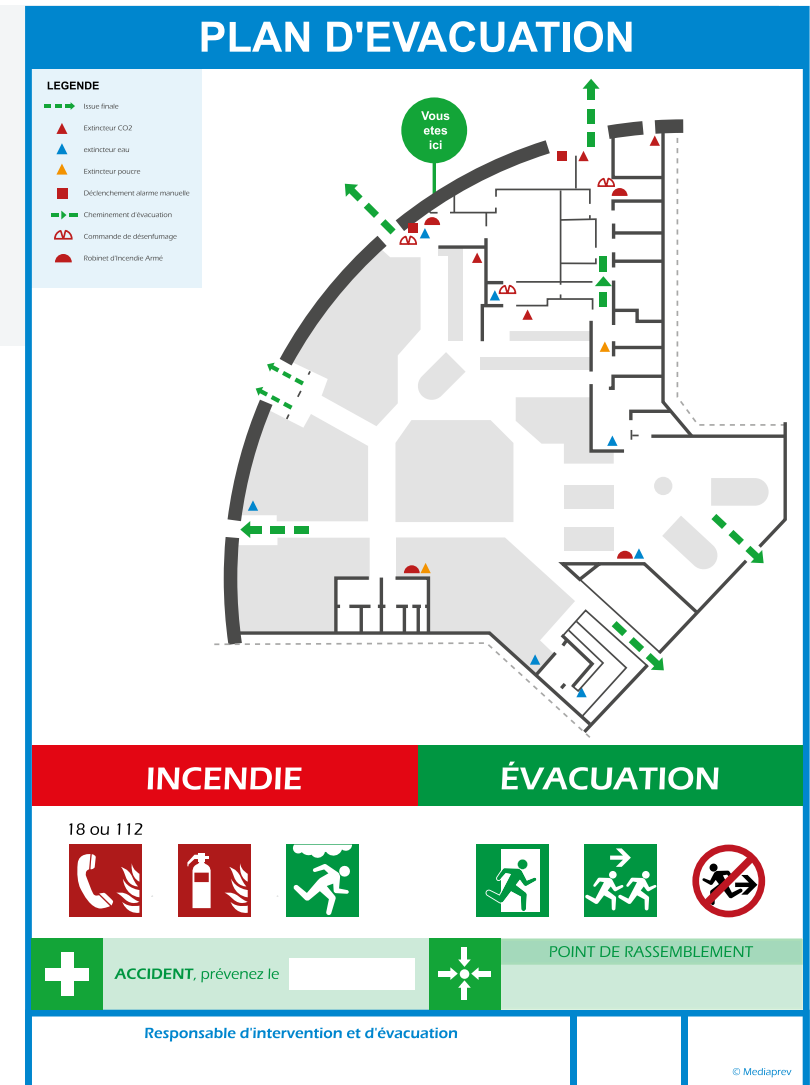 PLAN D'EVACUATION
LEGENDE
Issue finale
Extincteur CO2
extincteur eau
Extincteur poucre
Déclenchement alarme manuelle
Cheminement d'évacuation
Commande de désenfumage
Robinet d'Incendie Armé
Vous
etes
ici
INCENDIE
ÉVACUATION
18 ou 112
ACCIDENT, prévenez le
POINT DE RASSEMBLEMENT
Responsable d'intervention et d'évacuation
© Mediaprev